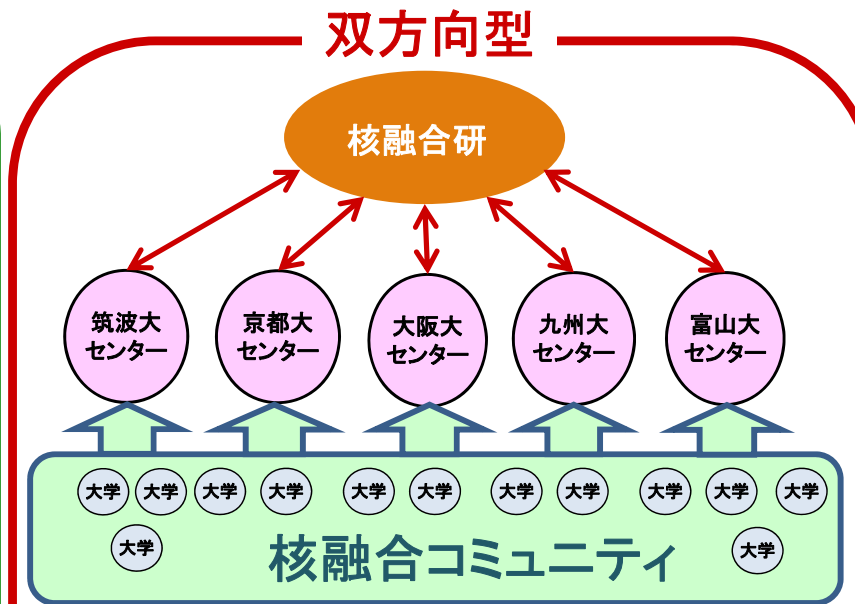 双方向型
核融合研
筑波大
センター
京都大
センター
大阪大
センター
九州大
センター
富山大
センター
大学 大学 大学 大学 大学 大学 大学 大学 大学 大学 大学
大学 大学
核融合コミュニティ